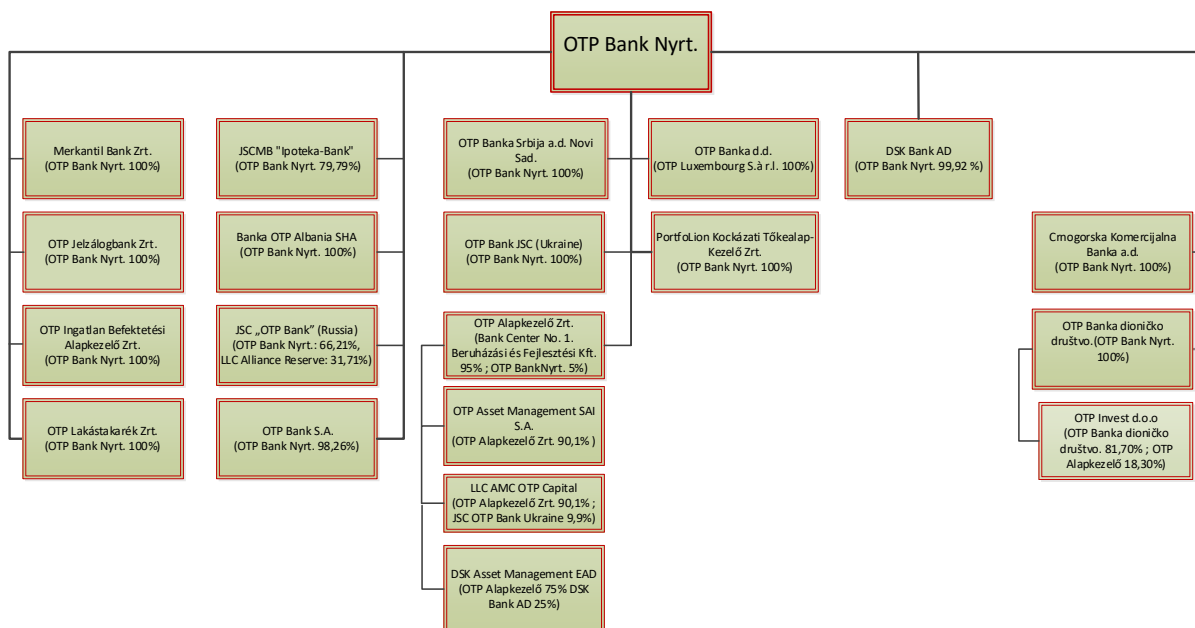 OTP Bank Nyrt.
Merkantil Bank Zrt.
(OTP Bank Nyrt. 100%)
JSCMB "Ipoteka-Bank"
(OTP Bank Nyrt. 79,79%)
OTP Banka Srbija a.d. Novi
Sad.
(OTP Bank Nyrt. 100%)
OTP Banka d.d.
(OTP Luxembourg S.à r.l. 100%)
DSK Bank AD
(OTP Bank Nyrt. 99,92 %)
OTP Jelzálogbank Zrt.
(OTP Bank Nyrt. 100%)
Banka OTP Albania SHA
(OTP Bank Nyrt. 100%)
OTP Bank JSC (Ukraine)
(OTP Bank Nyrt. 100%)
PortfoLion Kockázati Tőkealap-
Kezelő Zrt.
(OTP Bank Nyrt. 100%)
Crnogorska Komercijalna
Banka a.d.
(OTP Bank Nyrt. 100%)
OTP Ingatlan Befektetési
Alapkezelő Zrt.
(OTP Bank Nyrt. 100%)
JSC „OTP Bank” (Russia)
(OTP Bank Nyrt.: 66,21%,
LLC Alliance Reserve: 31,71%)
OTP Alapkezelő Zrt.
(Bank Center No. 1.
Beruházási és Fejlesztési Kft.
95% ; OTP BankNyrt. 5%)
OTP Banka dioničko
društvo.(OTP Bank Nyrt.
100%)
OTP Lakástakarék Zrt.
(OTP Bank Nyrt. 100%)
OTP Bank S.A.
(OTP Bank Nyrt. 98,26%)
OTP Asset Management SAI
S.A.
(OTP Alapkezelő Zrt. 90,1% )
OTP Invest d.o.o
(OTP Banka dioničko
društvo. 81,70% ; OTP
Alapkezelő 18,30%)
LLC AMC OTP Capital
(OTP Alapkezelő Zrt. 90,1% ;
JSC OTP Bank Ukraine 9,9%)
DSK Asset Management EAD
(OTP Alapkezelő 75% DSK
Bank AD 25%)